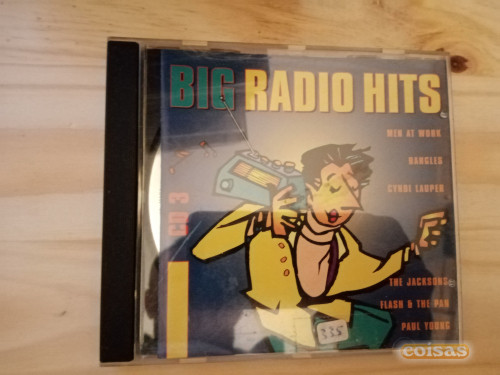 BIG RADIO HITS
MEN AT WORK
BANGLES
CYNDI LAUPER
CD 3
THE JACKSONS
FLASH & THE PAN
PAUL YOUNG
335
coisas